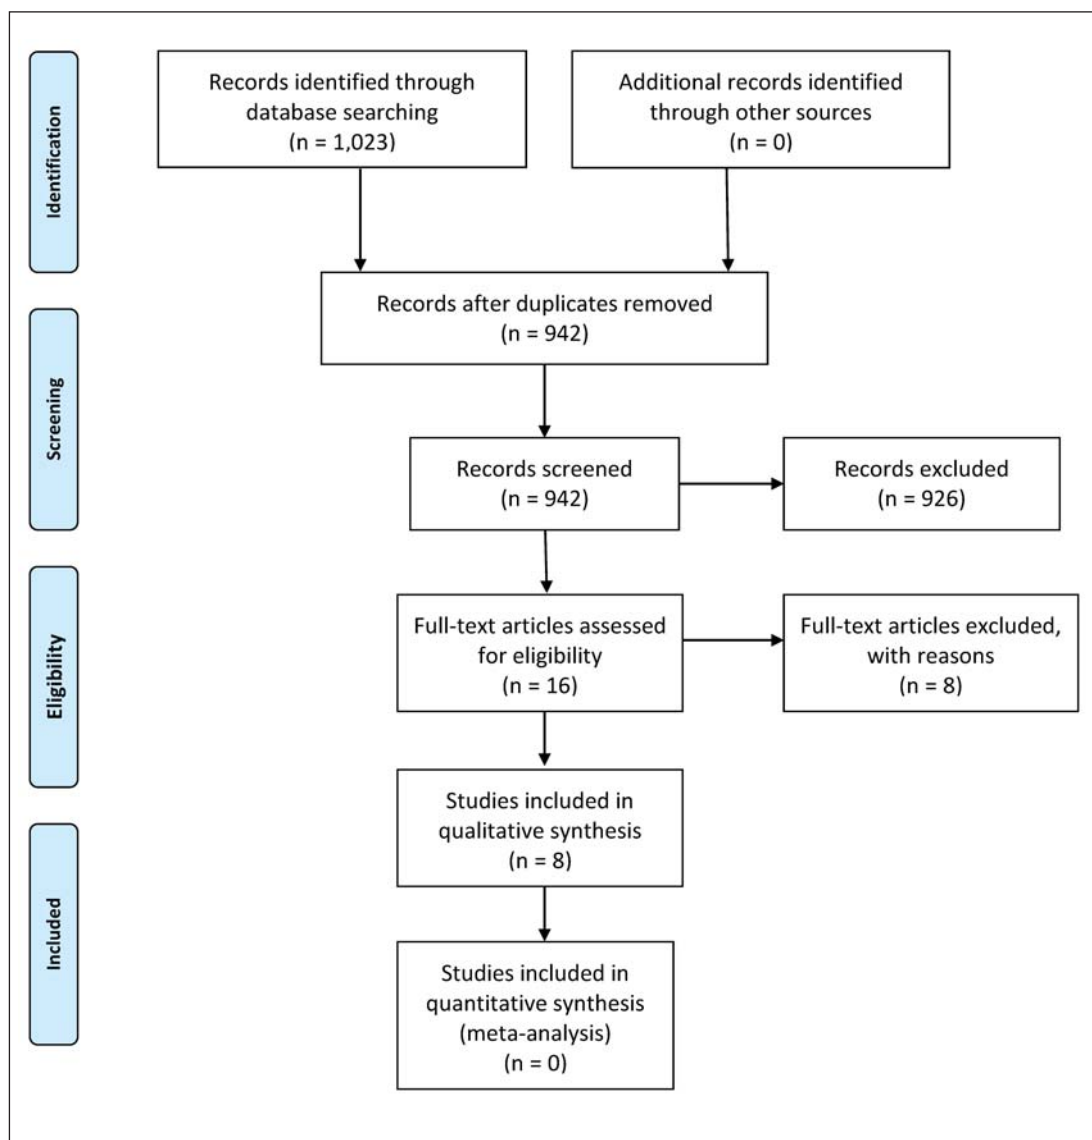 Identification
Records identified through
database searching
(n = 1,023)
Additional records identified
through other sources
(n = 0)
Records after duplicates removed
(n = 942)
Screening
Records screened
(n = 942)
Records excluded
(n = 926)
Eligibility
Full-text articles assessed
for eligibility
(n = 16)
Full-text articles excluded,
with reasons
(n = 8)
Studies included in
qualitative synthesis
(n = 8)
Included
Studies included in
quantitative synthesis
(meta-analysis)
(n = 0)